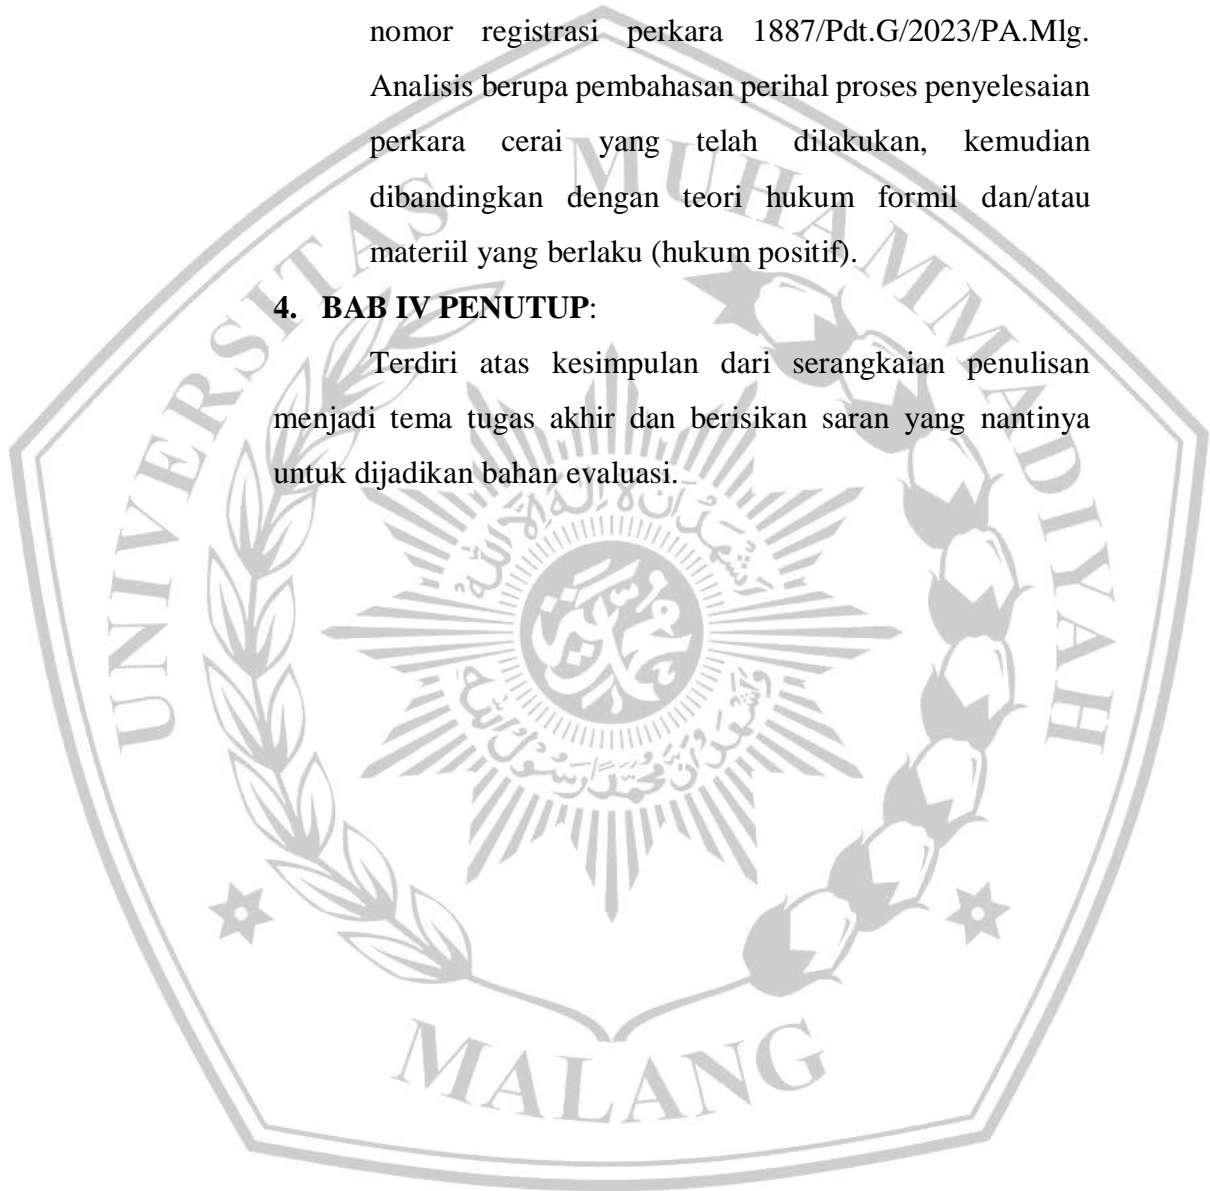 nomor registrasi perkara 1887/Pdt.G/2023/PA.Mlg.
Analisis berupa pembahasan perihal proses penyelesaian
perkara cerai yang telah dilakukan, kemudian
dibandingkan dengan teori hukum formil dan/atau
materiil yang berlaku (hukum positif).
4. BAB IV PENUTUP:
Terdiri atas kesimpulan dari serangkaian penulisan
menjadi tema tugas akhir dan berisikan saran yang nantinya
untuk dijadikan bahan evaluasi.
UNIVERSITAS MUHAMMADIYAH
MALANG